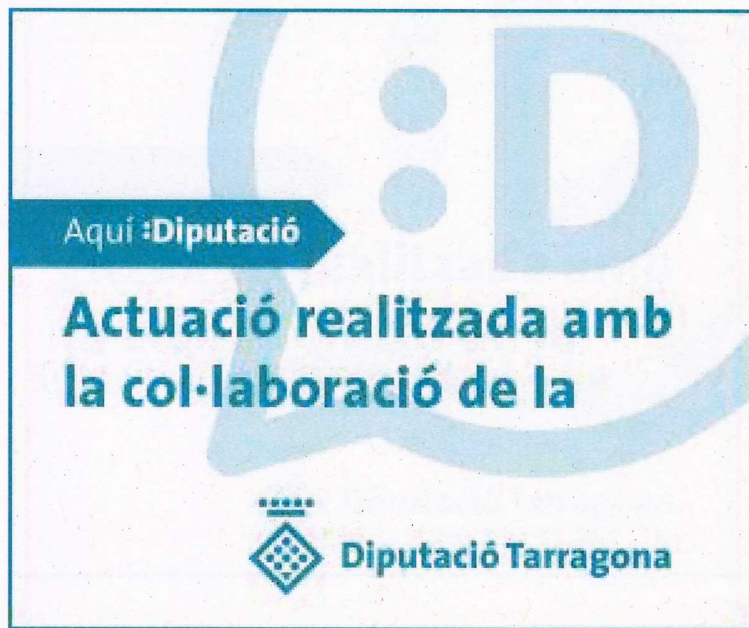 :D
Aquí :Diputació
Actuació realitzada amb
la col·laboració de la
Diputació Tarragona